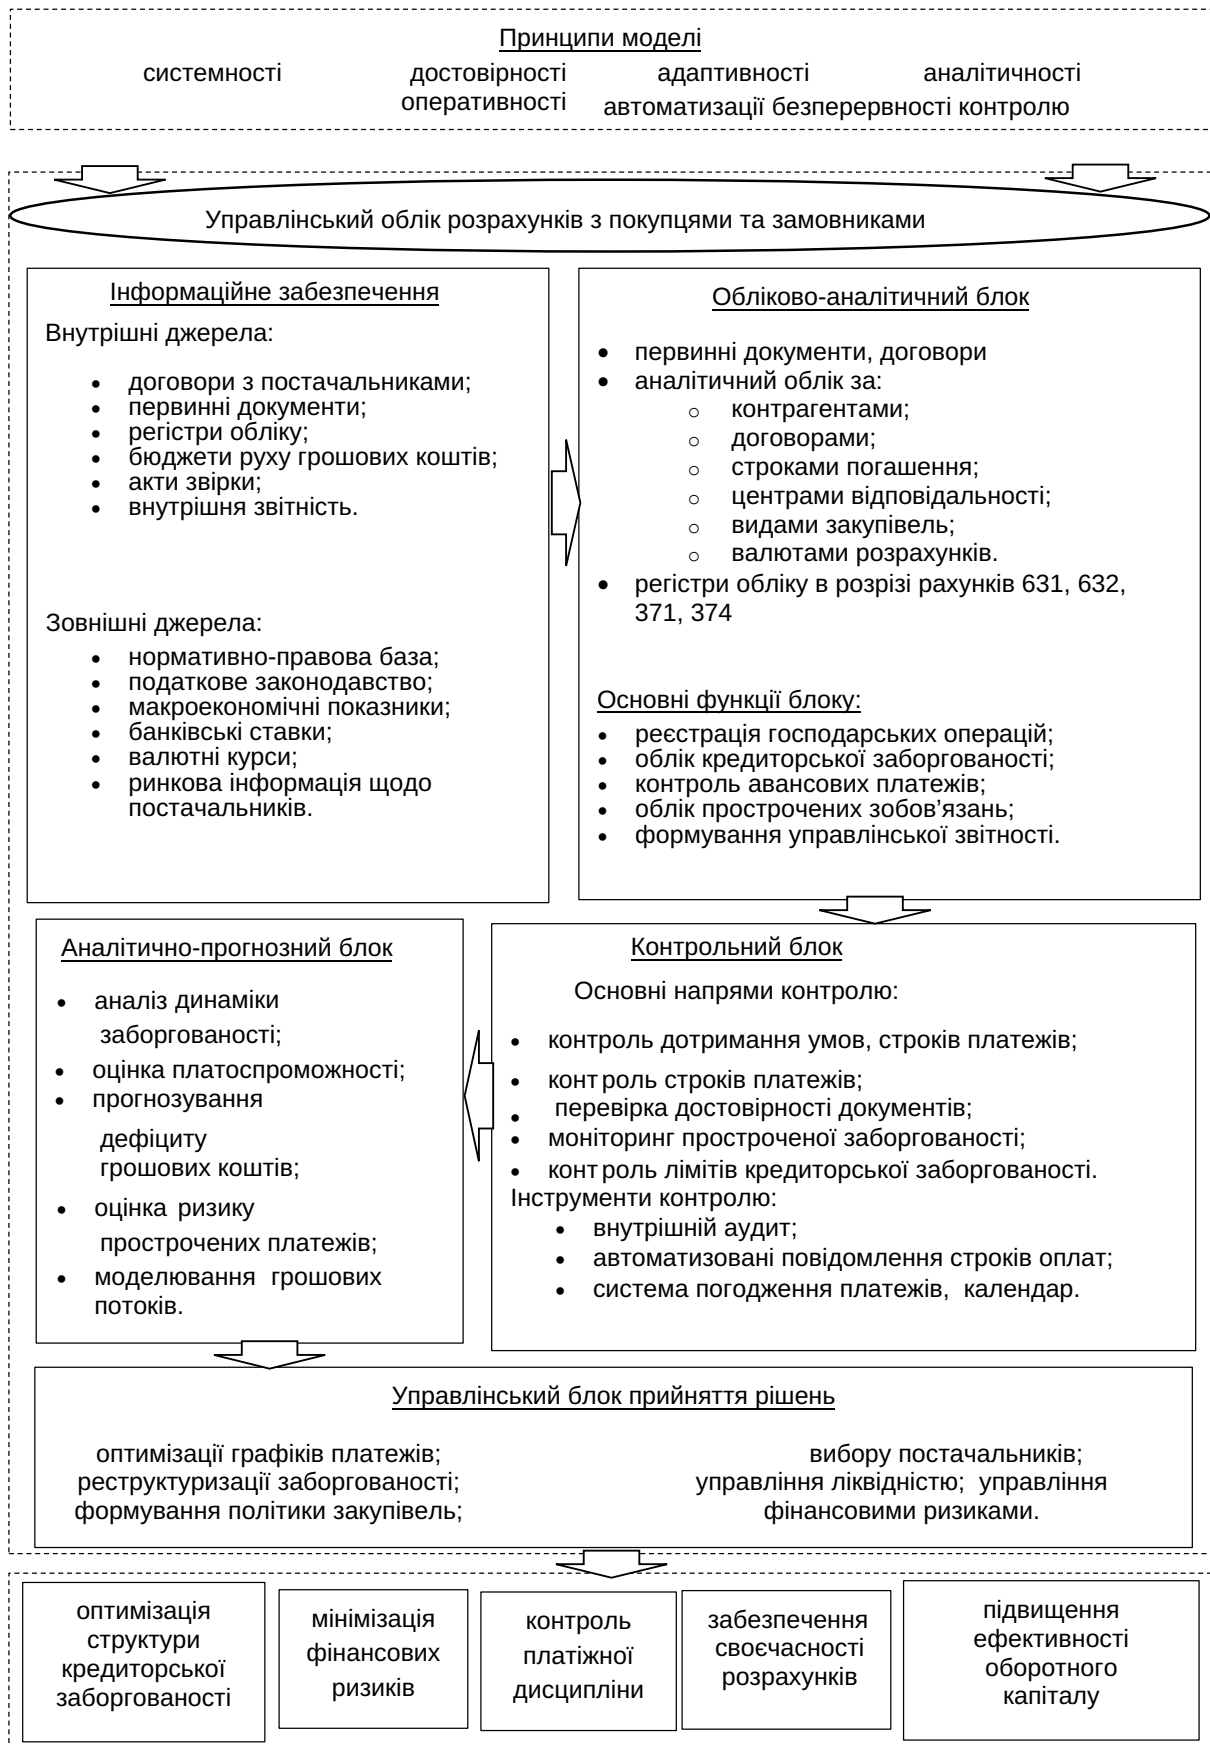 Принципи моделі
системності достовірності адаптивності аналітичності
оперативності автоматизації безперервності контролю
Управлінський облік розрахунків з покупцями та замовниками
Інформаційне забезпечення
Внутрішні джерела:
• договори з постачальниками;
• первинні документи;
• регістри обліку;
• бюджети руху грошових коштів;
• акти звірки;
• внутрішня звітність.
Зовнішні джерела:
• нормативно-правова база;
• податкове законодавство;
• макроекономічні показники;
• банківські ставки;
• валютні курси;
• ринкова інформація щодо
постачальників.
Обліково-аналітичний блок
• первинні документи, договори
• аналітичний облік за:
o контрагентами;
o договорами;
o строками погашення;
o центрами відповідальності;
o видами закупівель;
o валютами розрахунків.
• регістри обліку в розрізі рахунків 631, 632,
371, 374
Основні функції блоку:
• реєстрація господарських операцій;
• облік кредиторської заборгованості;
• контроль авансових платежів;
• облік прострочених зобов’язань;
• формування управлінської звітності.
Аналітично-прогнозний блок
• аналіз динаміки
заборгованості;
• оцінка платоспроможності;
• прогнозування
дефіциту
грошових коштів;
• оцінка ризику
прострочених платежів;
• моделювання грошових
потоків.
Контрольний блок
Основні напрями контролю:
• контроль дотримання умов, строків платежів;
• контроль строків платежів;
• перевірка достовірності документів;
• моніторинг простроченої заборгованості;
• контроль лімітів кредиторської заборгованості.
Інструменти контролю:
• внутрішній аудит;
• автоматизовані повідомлення строків оплат;
• система погодження платежів, календар.
Управлінський блок прийняття рішень
оптимізації графіків платежів;
реструктуризації заборгованості;
формування політики закупівель;
вибору постачальників;
управління ліквідністю; управління
фінансовими ризиками.
оптимізація
структури
кредиторської
заборгованості
мінімізація
фінансових
ризиків
контроль
платіжної
дисципліни
забезпечення
своєчасності
розрахунків
підвищення
ефективності
оборотного
капіталу